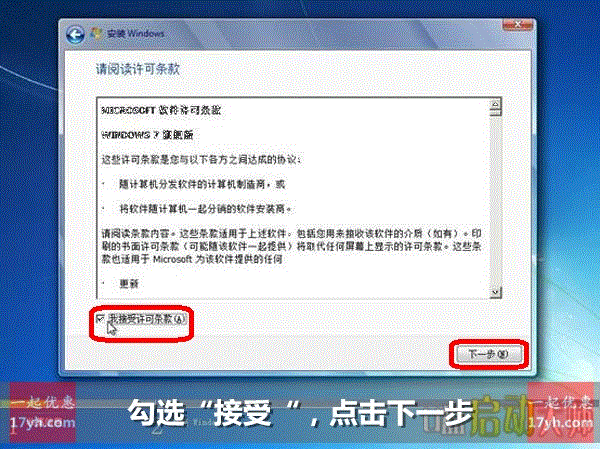 安装 Windows
请阅读许可条款
MICROSOFT 软件许可条款
WINDOWS 7 旗舰版
这些许可条款是您与以下各方之间达成的协议：
· 随计算机分发软件的计算机制造商，或
· 将软件随计算机一起分销的软件安装商。
请阅读条款内容。这些条款适用于上述软件，包括您用来接收该软件的介质（如有）。印
刷的书面许可条款（可能随该软件一起提供）将取代任何屏幕上显示的许可条款。这些条
款也适用于 Microsoft 为该软件提供的任何
· 更新
我接受许可条款(A)
下一步(N)
一起优惠
17yh.com
勾选“接受“，点击下一步
启动大师
一起优惠
17yh.com